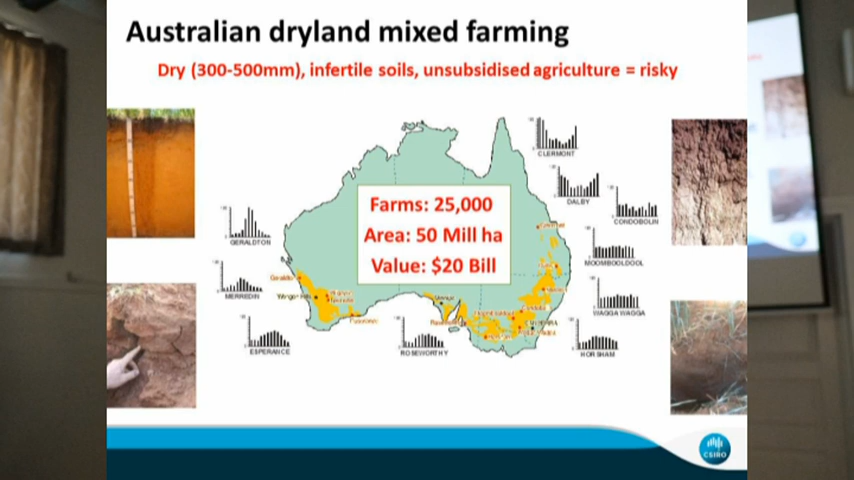 Australian dryland mixed farming
Dry (300-500mm), infertile soils, unsubsidised agriculture = risky
Farms: 25,000
Area: 50 Mill ha
Value: $20 Bill
CLERMONT
DALBY
CONDOBOLIN
GERALDTON
MOOMBOOLDOOL
MERREDIN
WAGGA WAGGA
ESPERANCE
ROSEWORTHY
HORSHAM
CSIRO